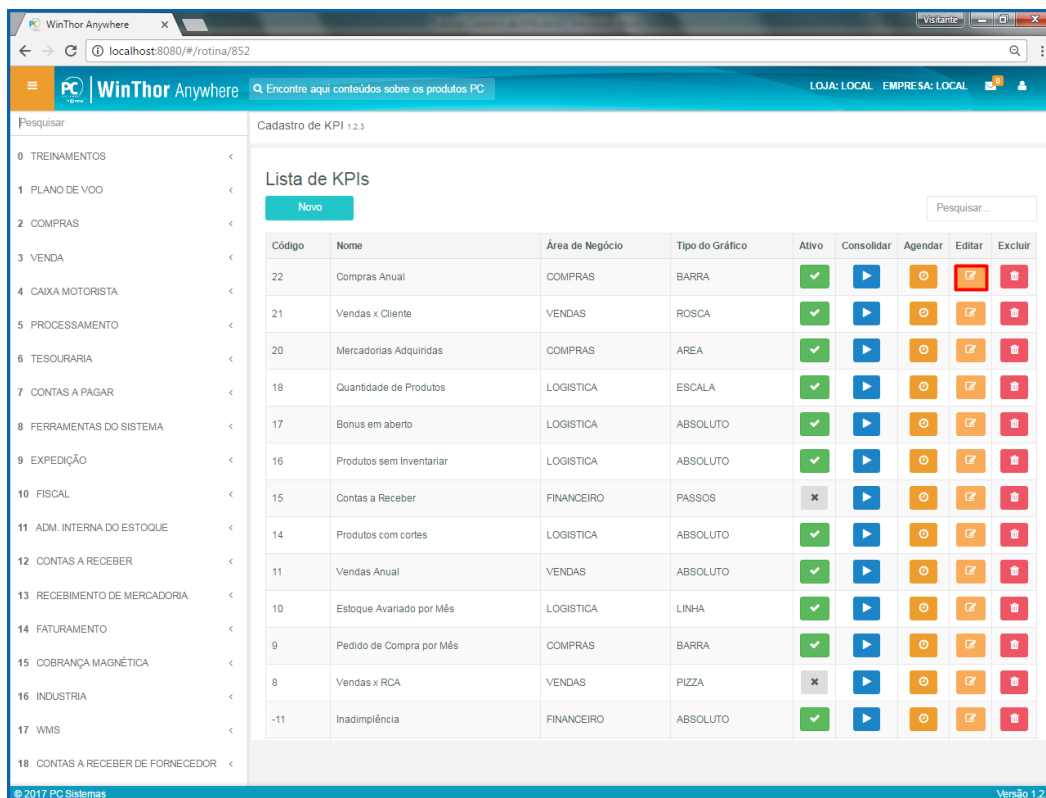 WinThor Anywhere
Visitante
localhost:8080/#/rotina/852
PC WinThor Anywhere
Encontre aqui conteúdos sobre os produtos PC
LOJA: LOCAL EMPRESA: LOCAL
0
Pesquisar
Cadastro de KPI 1.2.3
0 TREINAMENTOS
1 PLANO DE VOO
2 COMPRAS
3 VENDA
4 CAIXA MOTORISTA
5 PROCESSAMENTO
6 TESOURARIA
7 CONTAS A PAGAR
8 FERRAMENTAS DO SISTEMA
9 EXPEDIÇÃO
10 FISCAL
11 ADM. INTERNA DO ESTOQUE
12 CONTAS A RECEBER
13 RECEBIMENTO DE MERCADORIA
14 FATURAMENTO
15 COBRANÇA MAGNÉTICA
16 INDUSTRIA
17 WMS
18 CONTAS A RECEBER DE FORNECEDOR
Lista de KPIs
Novo
Pesquisar...
Código Nome Área de Negócio Tipo do Gráfico Ativo Consolidar Agendar Editar Excluir
22 Compras Anual COMPRAS BARRA
21 Vendas x Cliente VENDAS ROSCA
20 Mercadorias Adquiridas COMPRAS AREA
18 Quantidade de Produtos LOGISTICA ESCALA
17 Bonus em aberto LOGISTICA ABSOLUTO
16 Produtos sem Inventariar LOGISTICA ABSOLUTO
15 Contas a Receber FINANCEIRO PASSOS
14 Produtos com cortes LOGISTICA ABSOLUTO
11 Vendas Anual VENDAS ABSOLUTO
10 Estoque Avariado por Mês LOGISTICA LINHA
9 Pedido de Compra por Mês COMPRAS BARRA
8 Vendas x RCA VENDAS PIZZA
-11 Inadimplência FINANCEIRO ABSOLUTO
© 2017 PC Sistemas
Versão 1.2